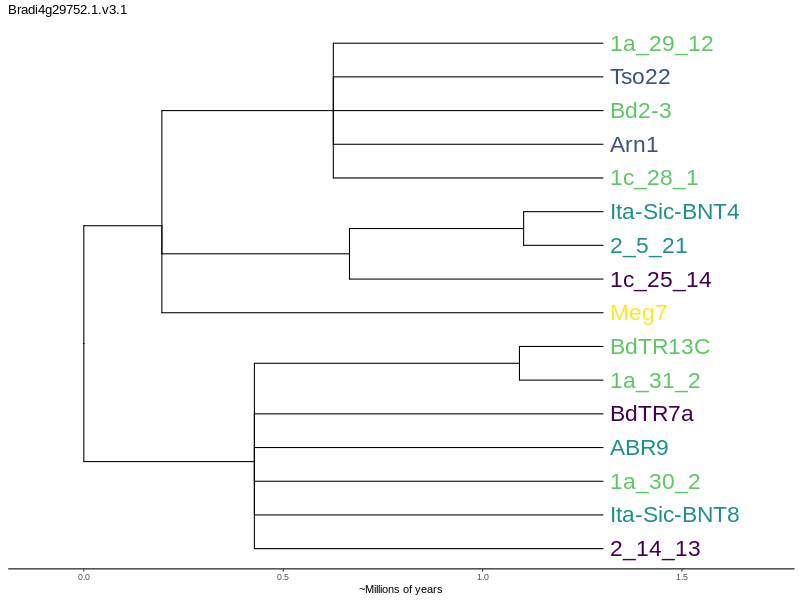 Bradi4g29752.1.v3.1
1a_29_12
Tso22
Bd2-3
Arn1
1c_28_1
Ita-Sic-BNT4
2_5_21
1c_25_14
Meg7
BdTR13C
1a_31_2
BdTR7a
ABR9
1a_30_2
Ita-Sic-BNT8
2_14_13
0.0 0.5 1.0 1.5
~Millions of years